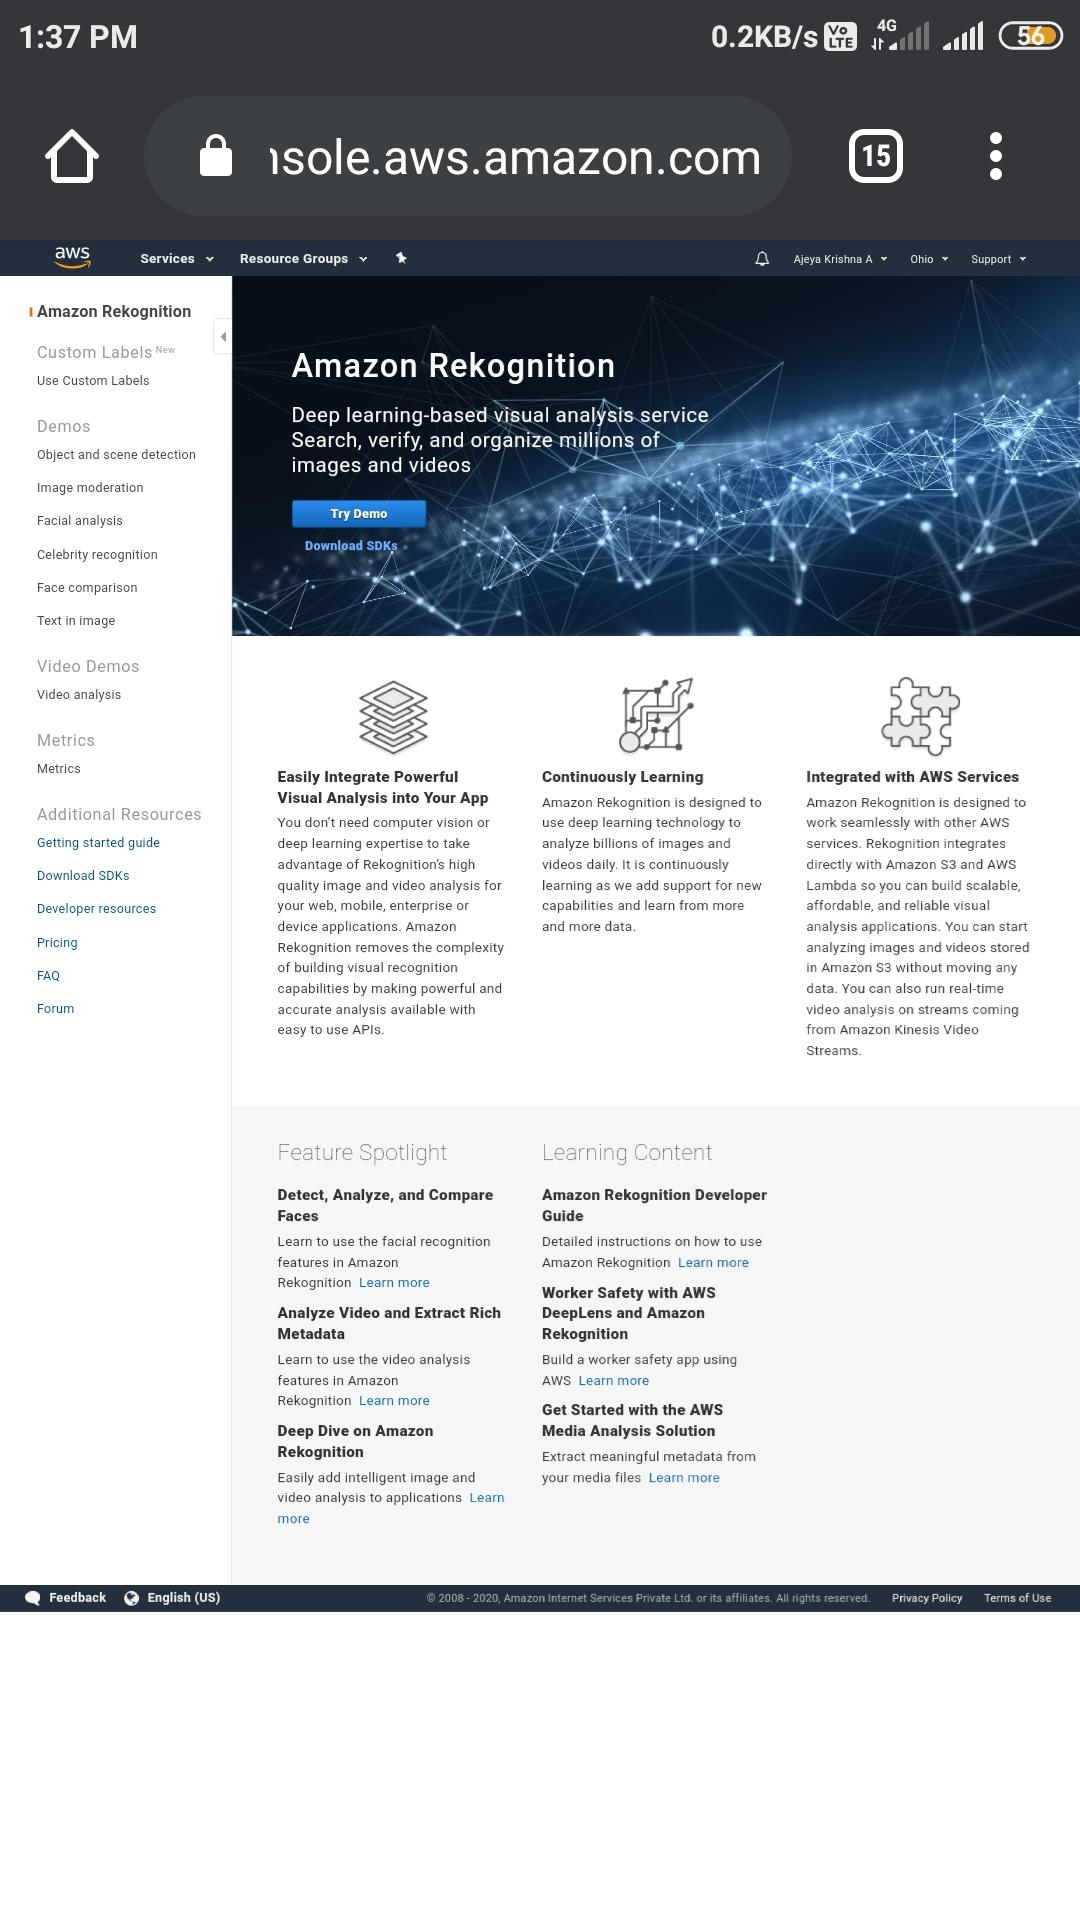 1:37 PM
0.2KB/s Vo LTE 4G 56
nsole.aws.amazon.com
15
aws Services Resource Groups Ajeya Krishna A Ohio Support
Amazon Rekognition
Custom Labels New
Use Custom Labels
Demos
Object and scene detection
Image moderation
Facial analysis
Celebrity recognition
Face comparison
Text in image
Video Demos
Video analysis
Metrics
Metrics
Additional Resources
Getting started guide
Download SDKs
Developer resources
Pricing
FAQ
Forum
Amazon Rekognition
Deep learning-based visual analysis service
Search, verify, and organize millions of
images and videos
Try Demo
Download SDKs
Easily Integrate Powerful
Visual Analysis into Your App
You don’t need computer vision or
deep learning expertise to take
advantage of Rekognition’s high
quality image and video analysis for
your web, mobile, enterprise or
device applications. Amazon
Rekognition removes the complexity
of building visual recognition
capabilities by making powerful and
accurate analysis available with
easy to use APIs.
Continuously Learning
Amazon Rekognition is designed to
use deep learning technology to
analyze billions of images and
videos daily. It is continuously
learning as we add support for new
capabilities and learn from more
and more data.
Integrated with AWS Services
Amazon Rekognition is designed to
work seamlessly with other AWS
services. Rekognition integrates
directly with Amazon S3 and AWS
Lambda so you can build scalable,
affordable, and reliable visual
analysis applications. You can start
analyzing images and videos stored
in Amazon S3 without moving any
data. You can also run real-time
video analysis on streams coming
from Amazon Kinesis Video
Streams.
Feature Spotlight
Detect, Analyze, and Compare
Faces
Learn to use the facial recognition
features in Amazon
Rekognition Learn more
Analyze Video and Extract Rich
Metadata
Learn to use the video analysis
features in Amazon
Rekognition Learn more
Deep Dive on Amazon
Rekognition
Easily add intelligent image and
video analysis to applications Learn
more
Learning Content
Amazon Rekognition Developer
Guide
Detailed instructions on how to use
Amazon Rekognition Learn more
Worker Safety with AWS
DeepLens and Amazon
Rekognition
Build a worker safety app using
AWS Learn more
Get Started with the AWS
Media Analysis Solution
Extract meaningful metadata from
your media files Learn more
Feedback English (US) © 2008 - 2020, Amazon Internet Services Private Ltd. or its affiliates. All rights reserved. Privacy Policy Terms of Use